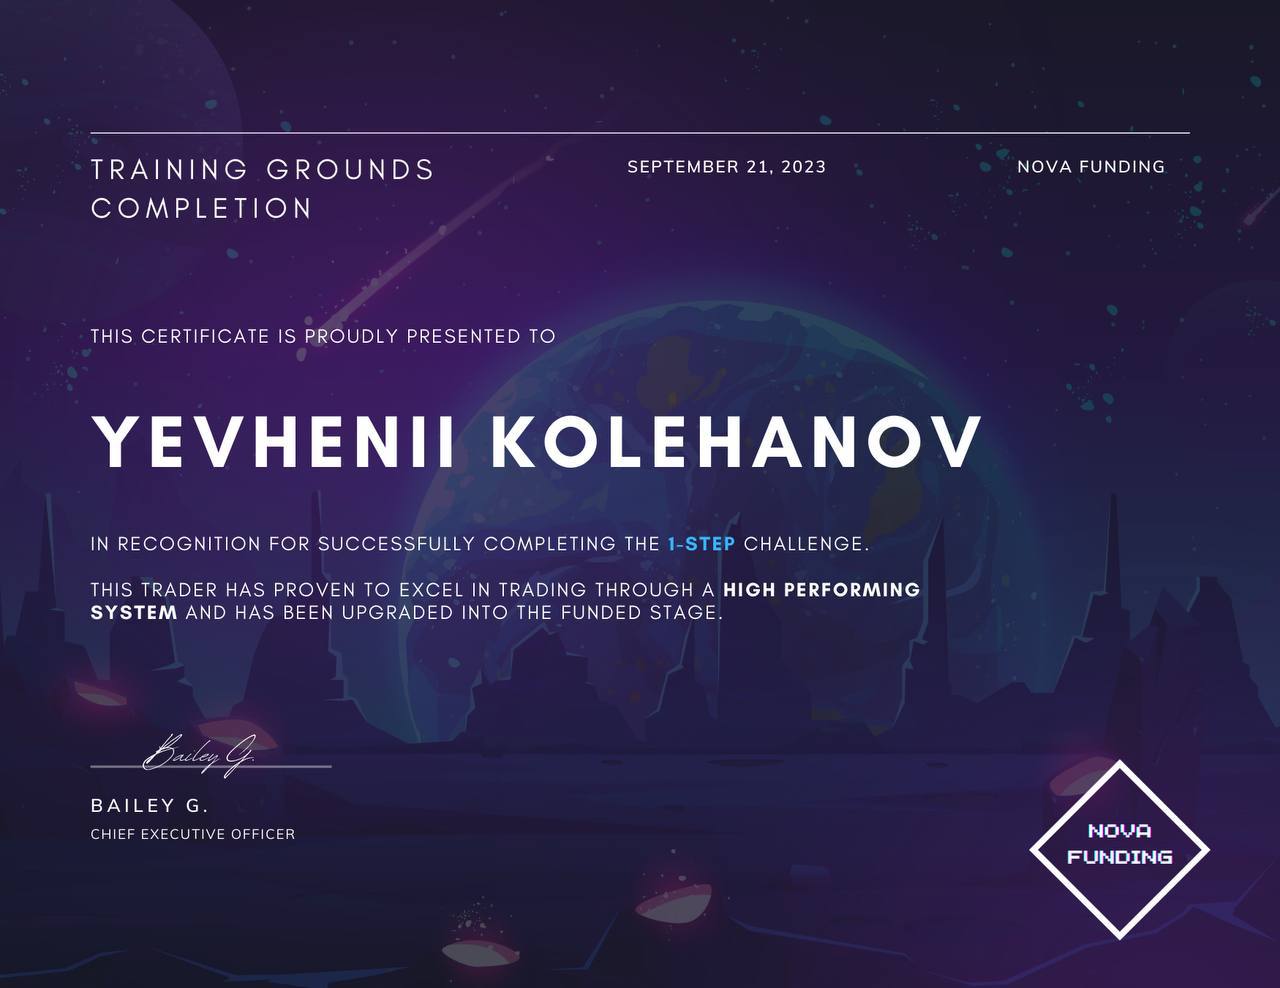 TRAINING GROUNDS
COMPLETION
SEPTEMBER 21, 2023
NOVA FUNDING
THIS CERTIFICATE IS PROUDLY PRESENTED TO
YEVHENII KOLEHANOV
IN RECOGNITION FOR SUCCESSFULLY COMPLETING THE 1-STEP CHALLENGE.
THIS TRADER HAS PROVEN TO EXCEL IN TRADING THROUGH A HIGH PERFORMING
SYSTEM AND HAS BEEN UPGRADED INTO THE FUNDED STAGE.
Bailey G.
BAILEY G.
CHIEF EXECUTIVE OFFICER
NOVA
FUNDING